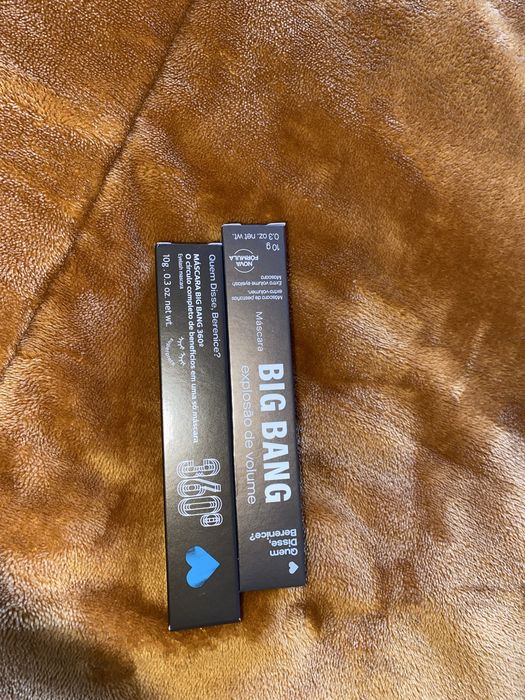 Quem Disse, Berenice?
MÁSCARA BIG BANG 360º
O círculo completo de benefícios em uma só máscara
Eyelash mascara
10g . 0.3 oz. net wt.
360º
10 g
0.3 oz. net wt.
NOVA
FÓRMULA
Máscara de pestañas
extra volumen.
Extra volume eyelash
Máscara
Máscara
BIG BANG
explosão de volume
Quem
Disse,
Berenice?